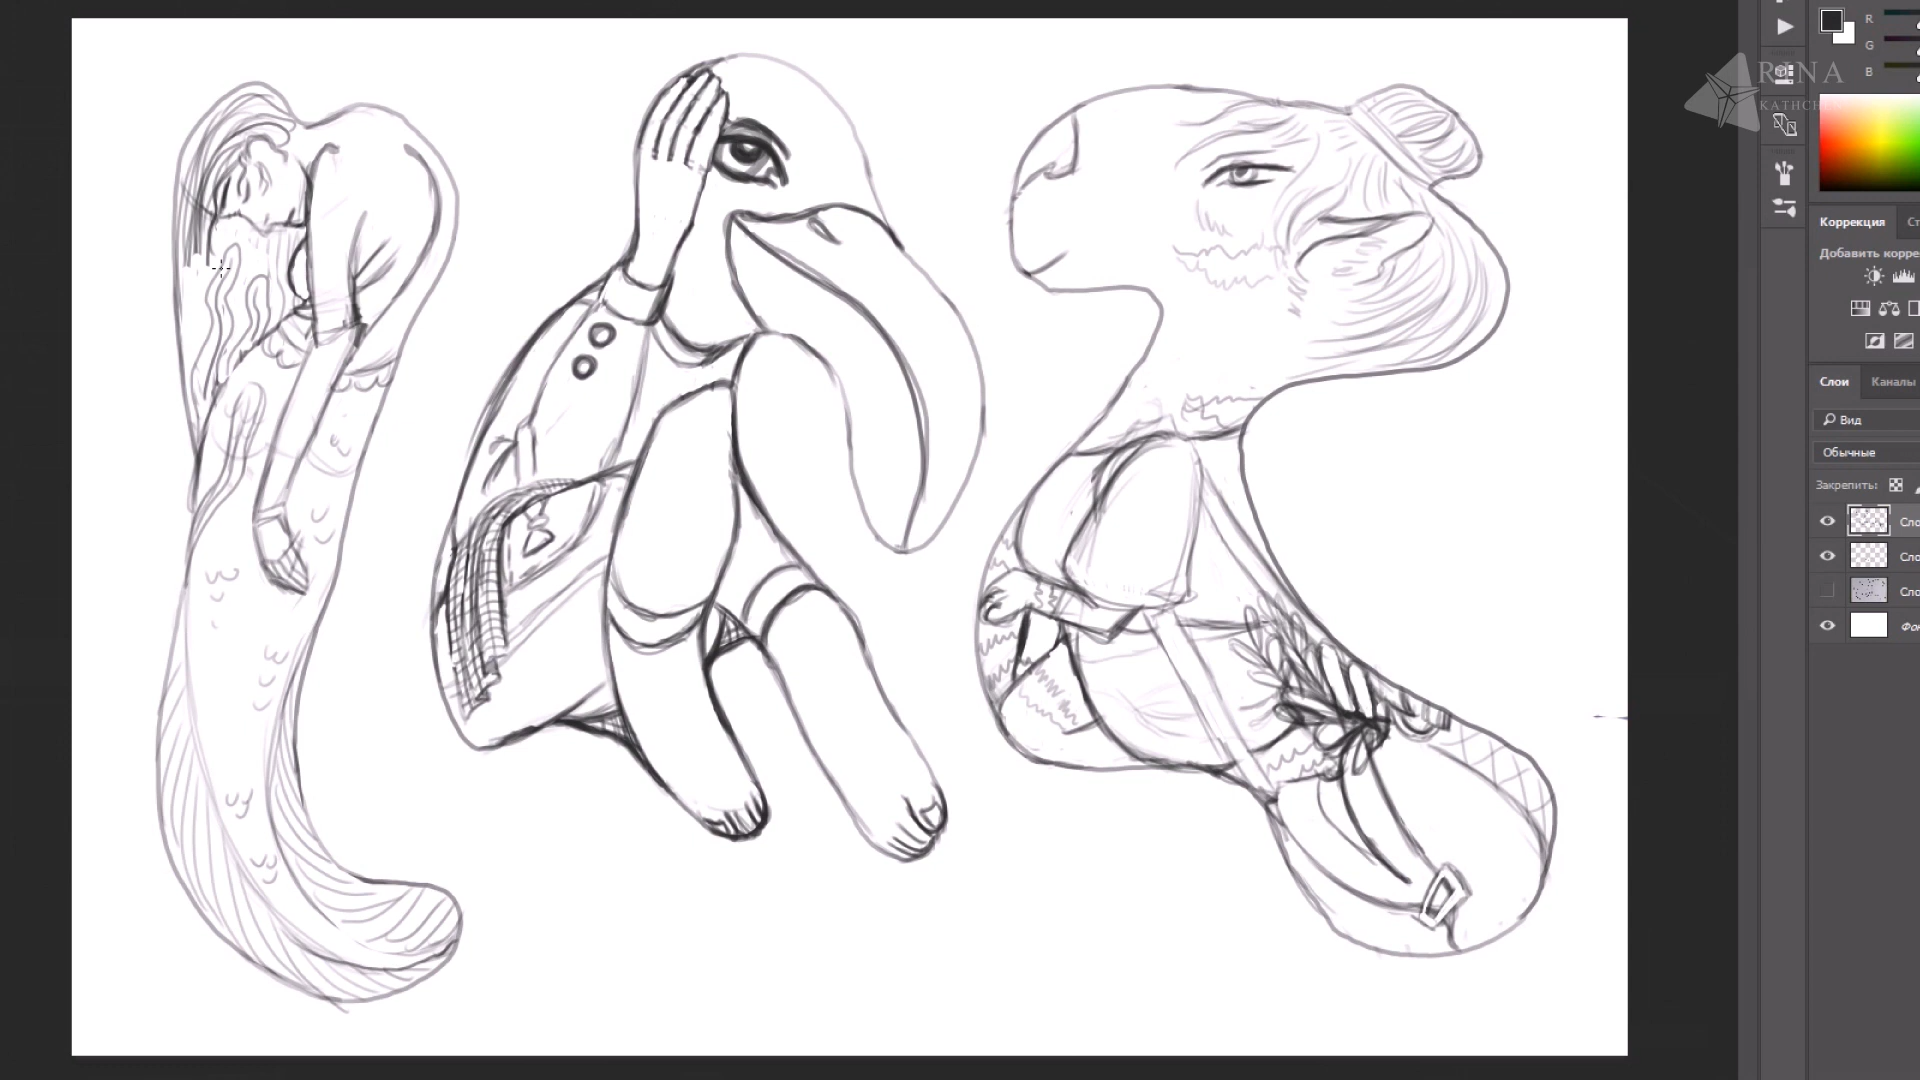 R
G
B
RINA
Коррекция
Добавить корре
Слои
Каналы
Вид
Обычные
Закрепить:
Сло
Сло
Сло
Фон